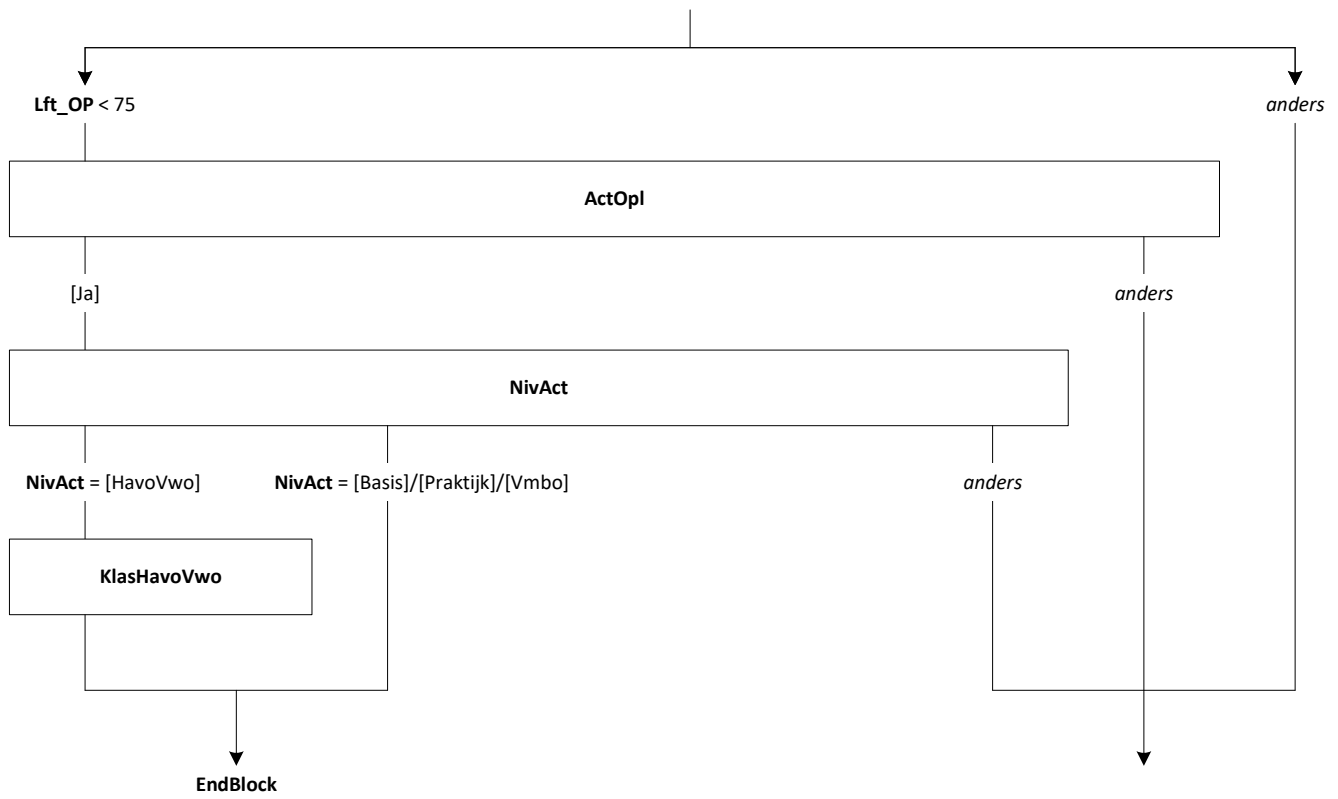 Lft_OP < 75
anders
ActOpl
[Ja]
anders
NivAct
NivAct = [HavoVwo]
NivAct = [Basis]/[Praktijk]/[Vmbo]
anders
KlasHavoVwo
EndBlock